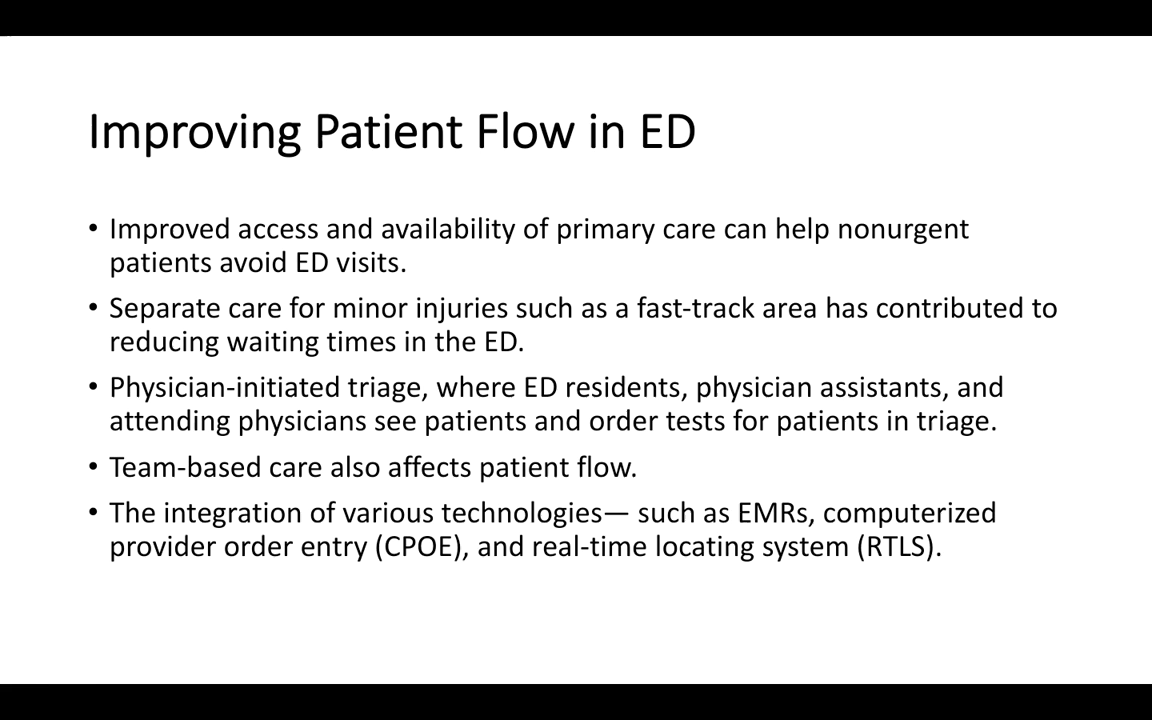 Improving Patient Flow in ED
• Improved access and availability of primary care can help nonurgent
patients avoid ED visits.
• Separate care for minor injuries such as a fast-track area has contributed to
reducing waiting times in the ED.
• Physician-initiated triage, where ED residents, physician assistants, and
attending physicians see patients and order tests for patients in triage.
• Team-based care also affects patient flow.
• The integration of various technologies— such as EMRs, computerized
provider order entry (CPOE), and real-time locating system (RTLS).